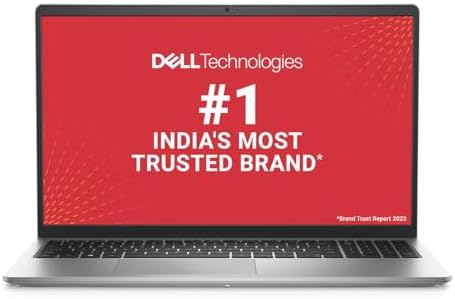 DELLTechnologies
#1
INDIA'S MOST
TRUSTED BRAND*
*Brand Trust Report 2023